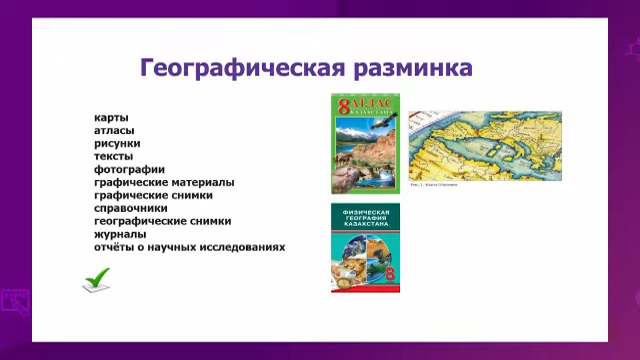 Географическая разминка
карты
атласы
рисунки
тексты
фотографии
графические материалы
графические снимки
справочники
географические снимки
журналы
отчёты о научных исследованиях
8 АТЛАС
КАЗАХСТАНА
ФИЗИЧЕСКАЯ
ГЕОГРАФИЯ
КАЗАХСТАНА
8